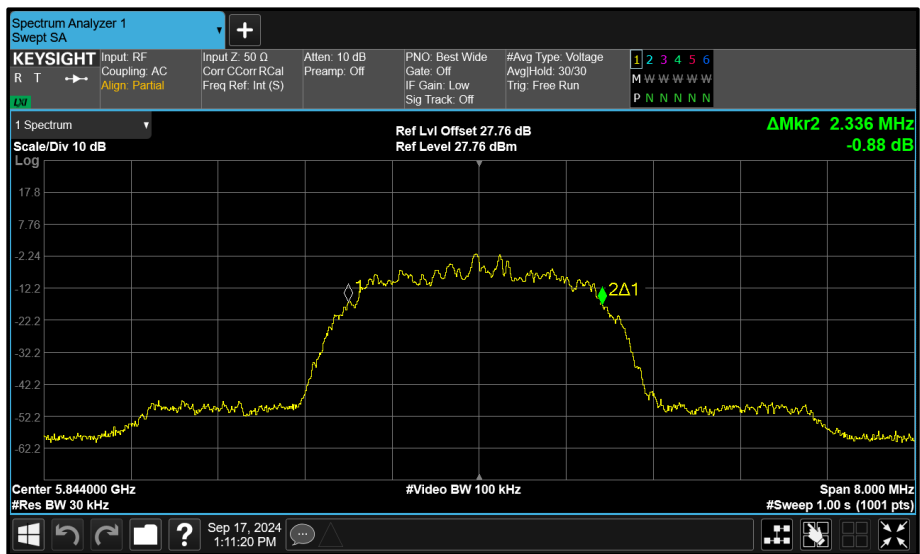 Spectrum Analyzer 1
Swept SA
KEYSIGHT
R T
LXI
Input: RF
Coupling: AC
Align: Partial
Input Z: 50 Ω
Corr CCorr RCal
Freq Ref: Int (S)
Atten: 10 dB
Preamp: Off
PNO: Best Wide
Gate: Off
IF Gain: Low
Sig Track: Off
#Avg Type: Voltage
Avg|Hold: 30/30
Trig: Free Run
1 2 3 4 5 6
M W W W W W
P N N N N N
1 Spectrum
Scale/Div 10 dB
Ref Lvl Offset 27.76 dB
Ref Level 27.76 dBm
ΔMkr2 2.336 MHz
-0.88 dB
Log
17.8
7.76
-2.24
-12.2
-22.2
-32.2
-42.2
-52.2
-62.2
1
2Δ1
Center 5.844000 GHz
#Res BW 30 kHz
#Video BW 100 kHz
Span 8.000 MHz
#Sweep 1.00 s (1001 pts)
?
Sep 17, 2024
1:11:20 PM